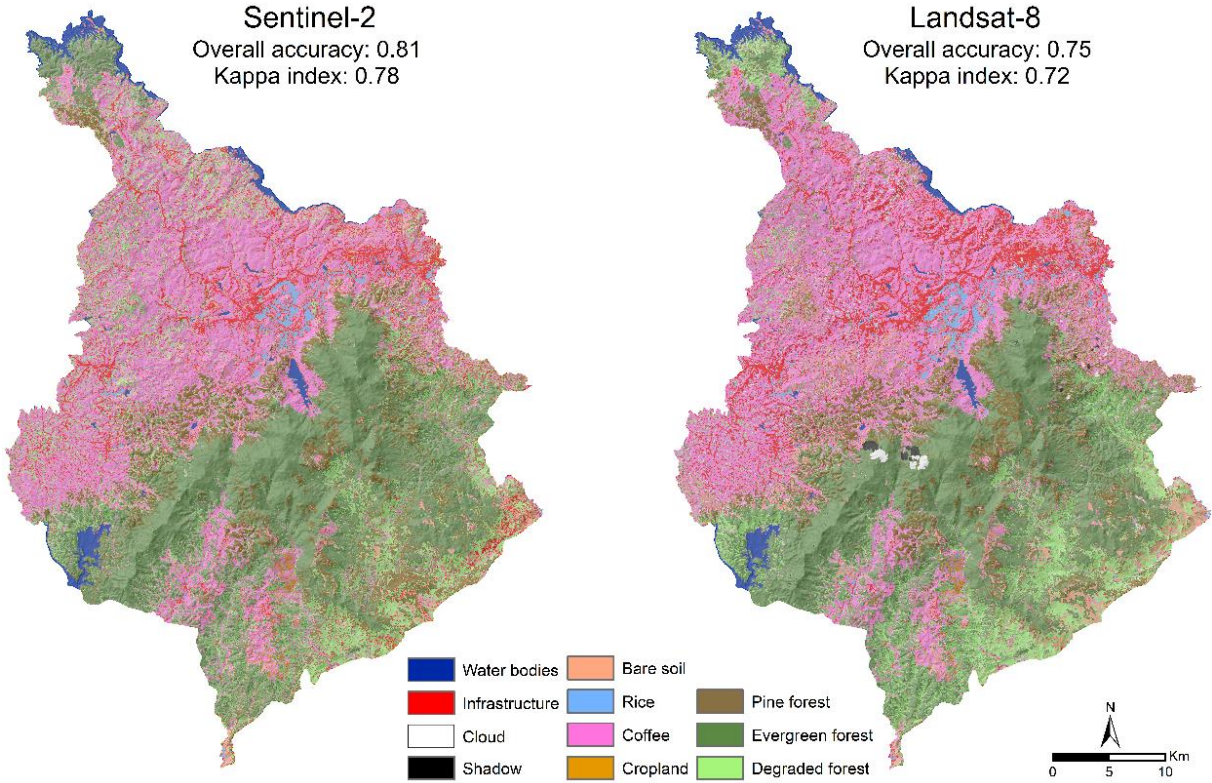 Sentinel-2
Overall accuracy: 0.81
Kappa index: 0.78
Landsat-8
Overall accuracy: 0.75
Kappa index: 0.72
Water bodies
Infrastructure
Cloud
Shadow
Bare soil
Rice
Coffee
Cropland
Pine forest
Evergreen forest
Degraded forest
N
Km
0 5 10